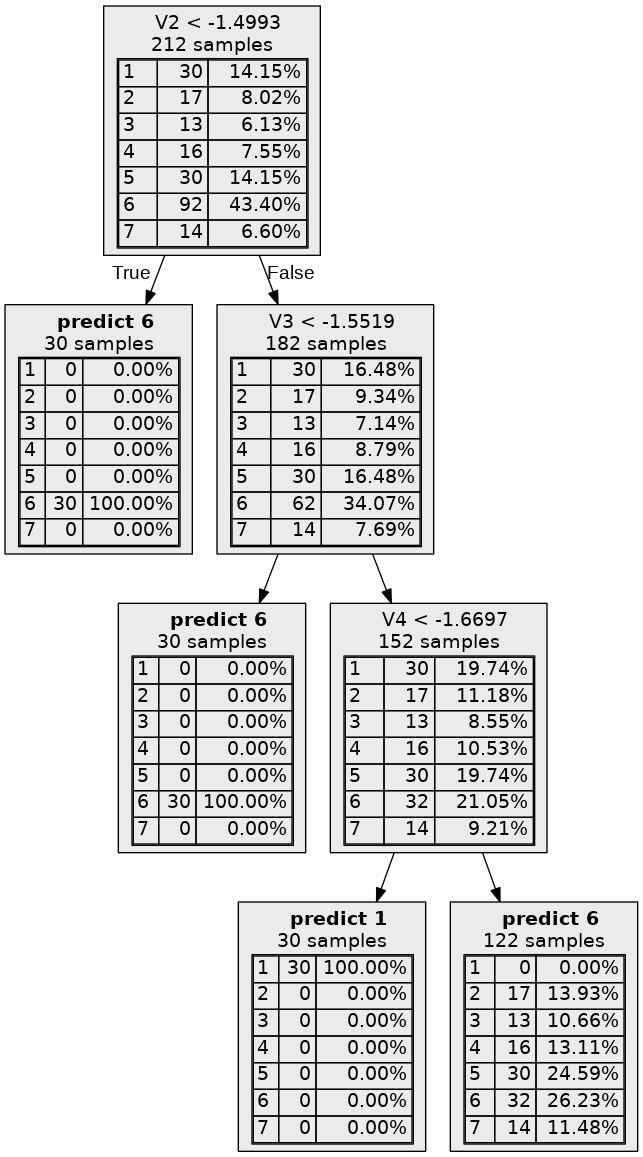 V2 < -1.4993
212 samples
1 30 14.15%
2 17 8.02%
3 13 6.13%
4 16 7.55%
5 30 14.15%
6 92 43.40%
7 14 6.60%
True
False
predict 6
30 samples
1 0 0.00%
2 0 0.00%
3 0 0.00%
4 0 0.00%
5 0 0.00%
6 30 100.00%
7 0 0.00%
V3 < -1.5519
182 samples
1 30 16.48%
2 17 9.34%
3 13 7.14%
4 16 8.79%
5 30 16.48%
6 62 34.07%
7 14 7.69%
predict 6
30 samples
1 0 0.00%
2 0 0.00%
3 0 0.00%
4 0 0.00%
5 0 0.00%
6 30 100.00%
7 0 0.00%
V4 < -1.6697
152 samples
1 30 19.74%
2 17 11.18%
3 13 8.55%
4 16 10.53%
5 30 19.74%
6 32 21.05%
7 14 9.21%
predict 1
30 samples
1 30 100.00%
2 0 0.00%
3 0 0.00%
4 0 0.00%
5 0 0.00%
6 0 0.00%
7 0 0.00%
predict 6
122 samples
1 0 0.00%
2 17 13.93%
3 13 10.66%
4 16 13.11%
5 30 24.59%
6 32 26.23%
7 14 11.48%